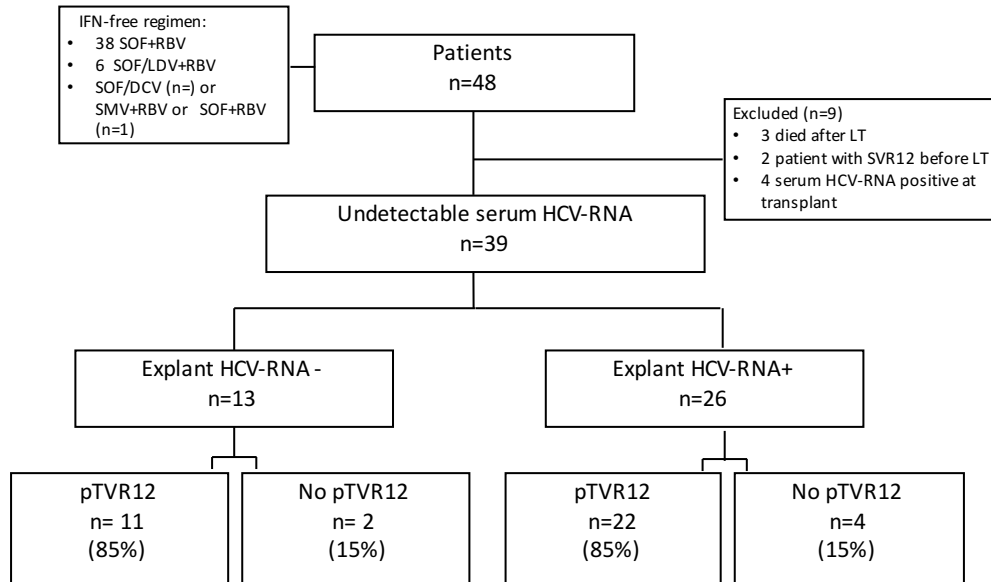 IFN-free regimen:
• 38 SOF+RBV
• 6 SOF/LDV+RBV
• SOF/DCV (n=) or
SMV+RBV or SOF+RBV
(n=1)
Patients
n=48
Excluded (n=9)
• 3 died after LT
• 2 patient with SVR12 before LT
• 4 serum HCV-RNA positive at
transplant
Undetectable serum HCV-RNA
n=39
Explant HCV-RNA -
n=13
Explant HCV-RNA+
n=26
pTVR12
n= 11
(85%)
No pTVR12
n= 2
(15%)
pTVR12
n=22
(85%)
No pTVR12
n=4
(15%)